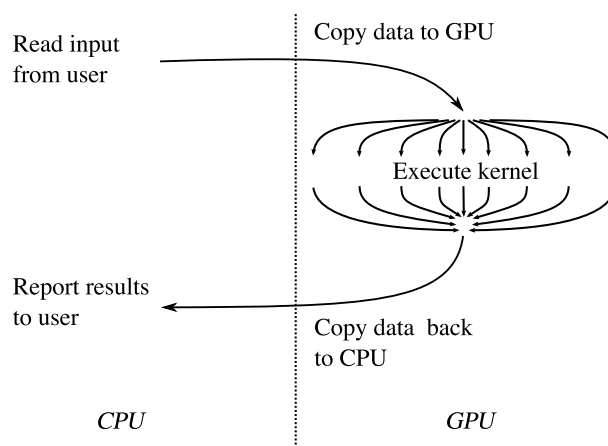 Read input
from user
Copy data to GPU
Execute kernel
Report results
to user
Copy data back
to CPU
CPU
GPU